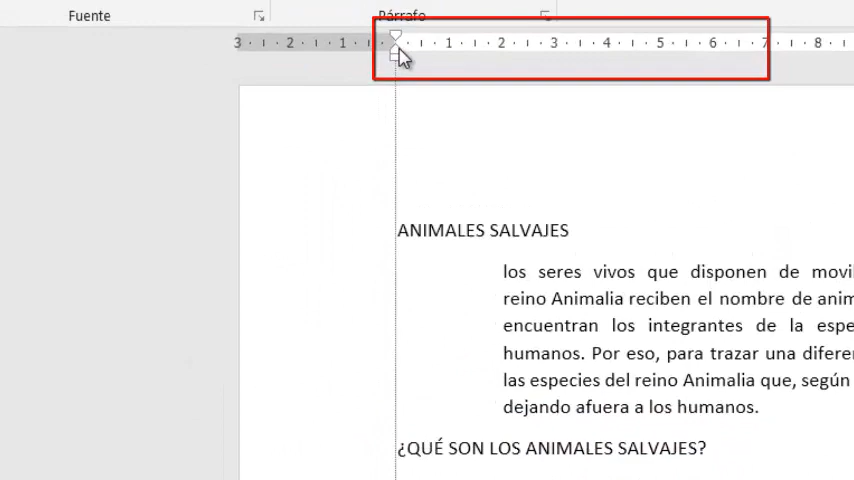 Fuente Párrafo
3 2 1 1 2 3 4 5 6 7 8
ANIMALES SALVAJES
los seres vivos que disponen de movi
reino Animalia reciben el nombre de anim
encuentran los integrantes de la espe
humanos. Por eso, para trazar una diferen
las especies del reino Animalia que, según
dejando afuera a los humanos.
¿QUÉ SON LOS ANIMALES SALVAJES?